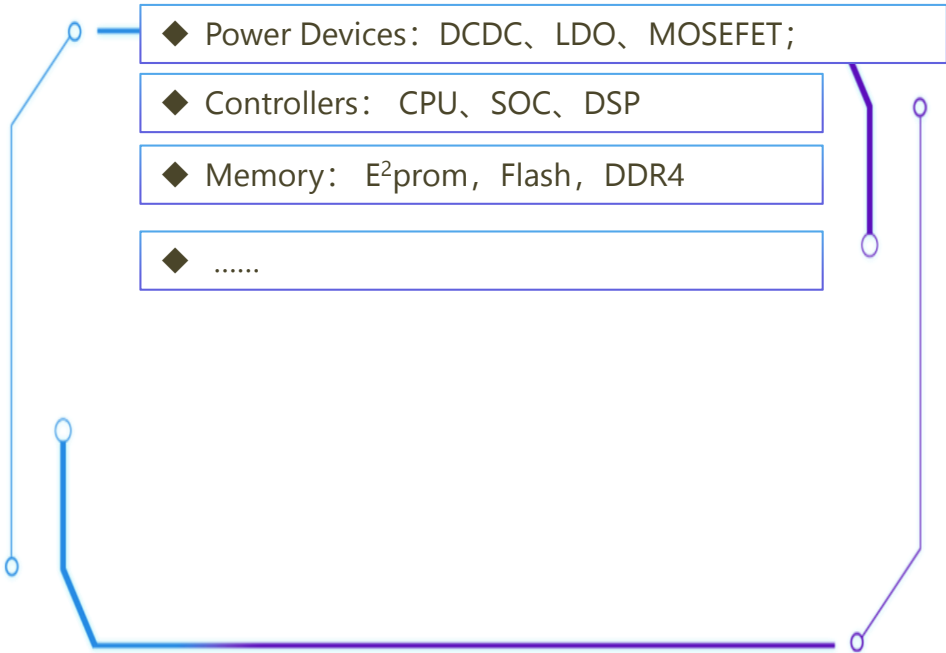 ◆ Power Devices：DCDC、LDO、MOSEFET；
◆ Controllers： CPU、SOC、DSP
◆ Memory： E²prom，Flash，DDR4
◆ ......